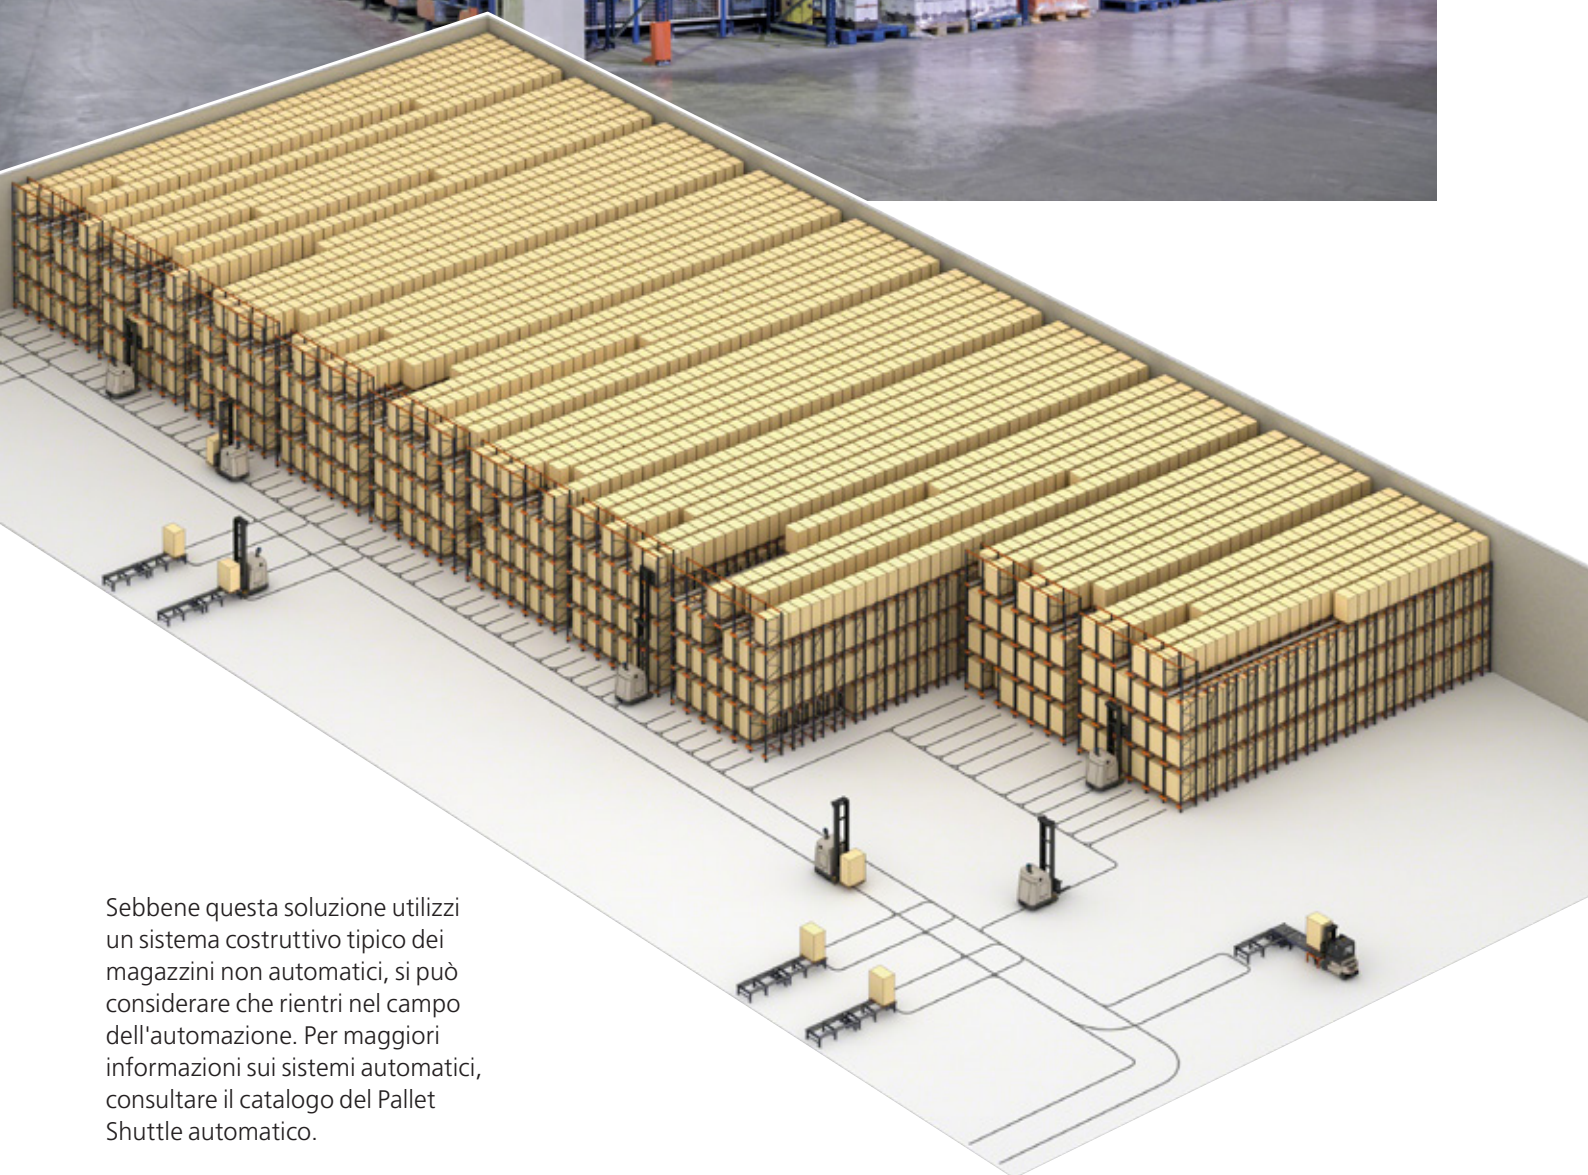 Sebbene questa soluzione utilizzi
un sistema costruttivo tipico dei
magazzini non automatici, si può
considerare che rientri nel campo
dell'automazione. Per maggiori
informazioni sui sistemi automatici,
consultare il catalogo del Pallet
Shuttle automatico.